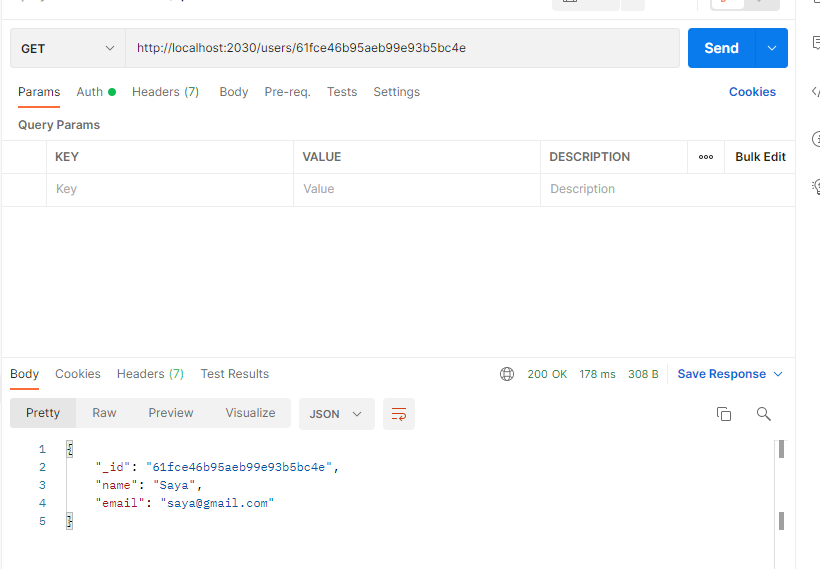 GET http://localhost:2030/users/61fce46b95aeb99e93b5bc4e Send
Params Auth Headers (7) Body Pre-req. Tests Settings Cookies
Query Params
KEY VALUE DESCRIPTION ooo Bulk Edit
Key Value Description
Body Cookies Headers (7) Test Results 200 OK 178 ms 308 B Save Response
Pretty Raw Preview Visualize JSON
1 {
2 "_id": "61fce46b95aeb99e93b5bc4e",
3 "name": "Saya",
4 "email": "saya@gmail.com"
5 }